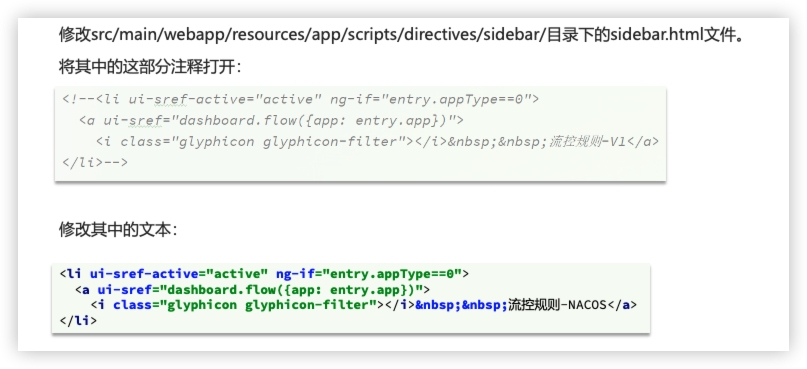 修改src/main/webapp/resources/app/scripts/directives/sidebar/目录下的sidebar.html文件。
将其中的这部分注释打开：
<!--<li ui-sref-active="active" ng-if="entry.appType==0">
  <a ui-sref="dashboard.flow({app: entry.app})">
    <i class="glyphicon glyphicon-filter"></i>&nbsp;&nbsp;流控规则-V1</a>
</li>-->
修改其中的文本：
<li ui-sref-active="active" ng-if="entry.appType==0">
  <a ui-sref="dashboard.flow({app: entry.app})">
    <i class="glyphicon glyphicon-filter"></i>&nbsp;&nbsp;流控规则-NACOS</a>
</li>